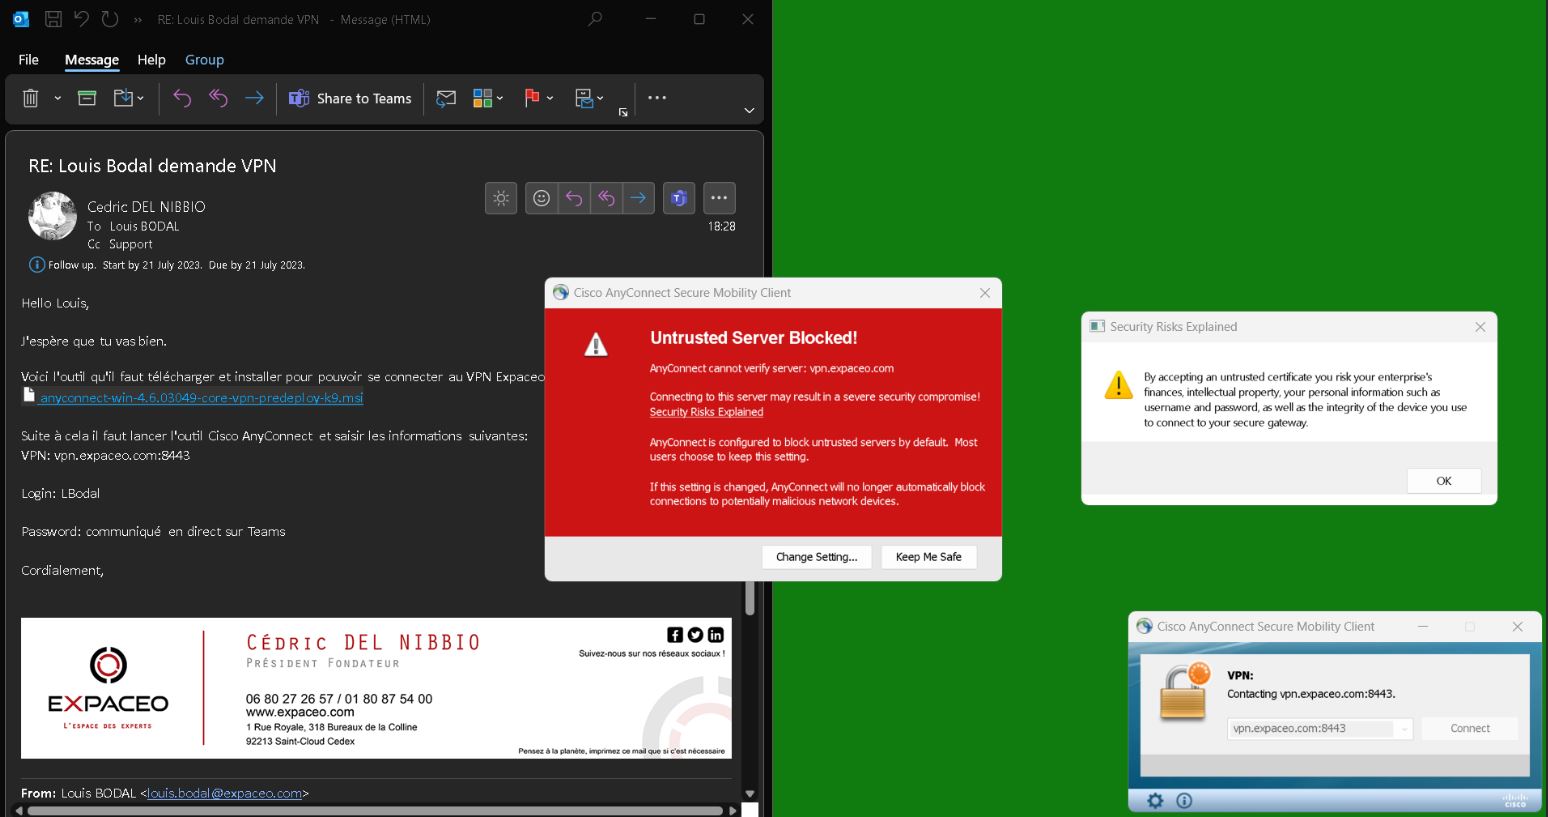 RE: Louis Bodal demande VPN - Message (HTML)
File Message Help Group
Share to Teams
RE: Louis Bodal demande VPN
Cedric DEL NIBBIO
To Louis BODAL
Cc Support
18:28
Follow up. Start by 21 July 2023. Due by 21 July 2023.
Hello Louis,
J'espère que tu vas bien.
Voici l'outil qu'il faut télécharger et installer pour pouvoir se connecter au VPN Expaceo
anyconnect-win-4.6.03049-core-vpn-predeploy-k9.msi
Suite à cela il faut lancer l'outil Cisco AnyConnect et saisir les informations suivantes:
VPN: vpn.expaceo.com:8443
Login: LBodal
Password: communiqué en direct sur Teams
Cordialement,
EXPACEO
L'ESPACE DES EXPERTS
CÉDRIC DEL NIBBIO
PRÉSIDENT FONDATEUR
06 80 27 26 57 / 01 80 87 54 00
www.expaceo.com
1 Rue Royale, 318 Bureaux de la Colline
92213 Saint-Cloud Cedex
Suivez-nous sur nos réseaux sociaux !
Pensez à la planète, imprimez ce mail que si c'est nécessaire
From: Louis BODAL <louis.bodal@expaceo.com>
Cisco AnyConnect Secure Mobility Client
Untrusted Server Blocked!
AnyConnect cannot verify server: vpn.expaceo.com
Connecting to this server may result in a severe security compromise!
Security Risks Explained
AnyConnect is configured to block untrusted servers by default. Most
users choose to keep this setting.
If this setting is changed, AnyConnect will no longer automatically block
connections to potentially malicious network devices.
Change Setting...
Keep Me Safe
Security Risks Explained
By accepting an untrusted certificate you risk your enterprise's
finances, intellectual property, your personal information such as
username and password, as well as the integrity of the device you use
to connect to your secure gateway.
OK
Cisco AnyConnect Secure Mobility Client
VPN:
Contacting vpn.expaceo.com:8443.
vpn.expaceo.com:8443
Connect
CISCO